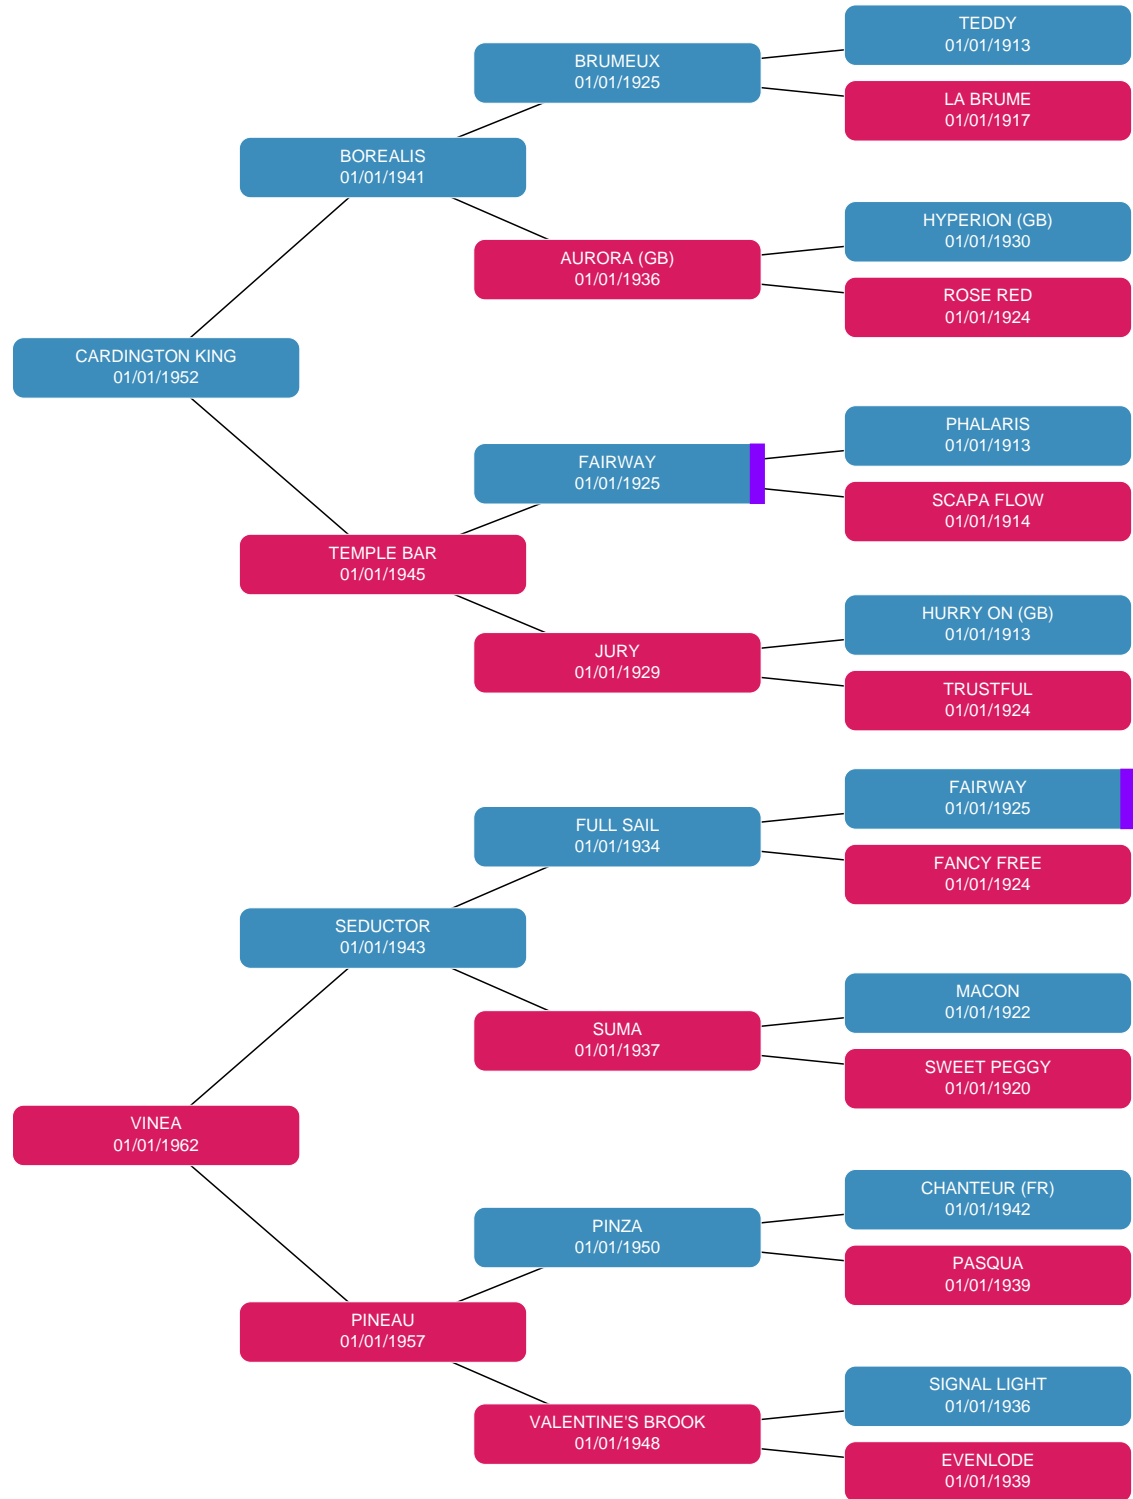 TEDDY
01/01/1913
BRUMEUX
01/01/1925
LA BRUME
01/01/1917
BOREALIS
01/01/1941
HYPERION (GB)
01/01/1930
AURORA (GB)
01/01/1936
ROSE RED
01/01/1924
CARDINGTON KING
01/01/1952
PHALARIS
01/01/1913
FAIRWAY
01/01/1925
SCAPA FLOW
01/01/1914
TEMPLE BAR
01/01/1945
HURRY ON (GB)
01/01/1913
JURY
01/01/1929
TRUSTFUL
01/01/1924
FAIRWAY
01/01/1925
FULL SAIL
01/01/1934
FANCY FREE
01/01/1924
SEDUCTOR
01/01/1943
MACON
01/01/1922
SUMA
01/01/1937
SWEET PEGGY
01/01/1920
VINEA
01/01/1962
CHANTEUR (FR)
01/01/1942
PINZA
01/01/1950
PASQUA
01/01/1939
PINEAU
01/01/1957
SIGNAL LIGHT
01/01/1936
VALENTINE'S BROOK
01/01/1948
EVENLODE
01/01/1939